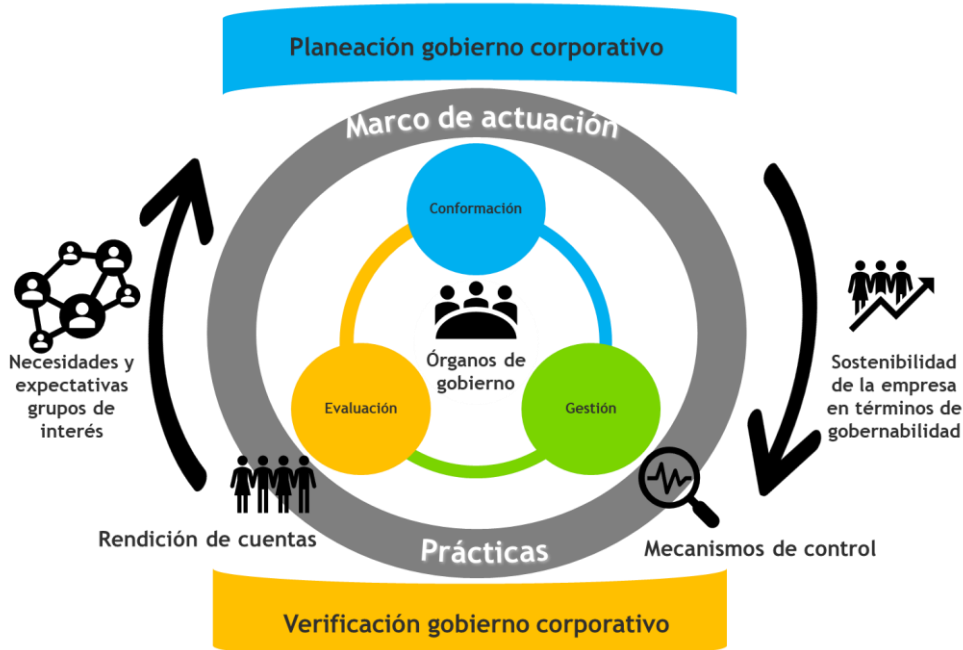 Planeación gobierno corporativo
Marco de actuación
Conformación
Órganos de
gobierno
Evaluación
Gestión
Necesidades y
expectativas
grupos de
interés
Sostenibilidad
de la empresa
en términos de
gobernabilidad
Rendición de cuentas
Prácticas
Mecanismos de control
Verificación gobierno corporativo